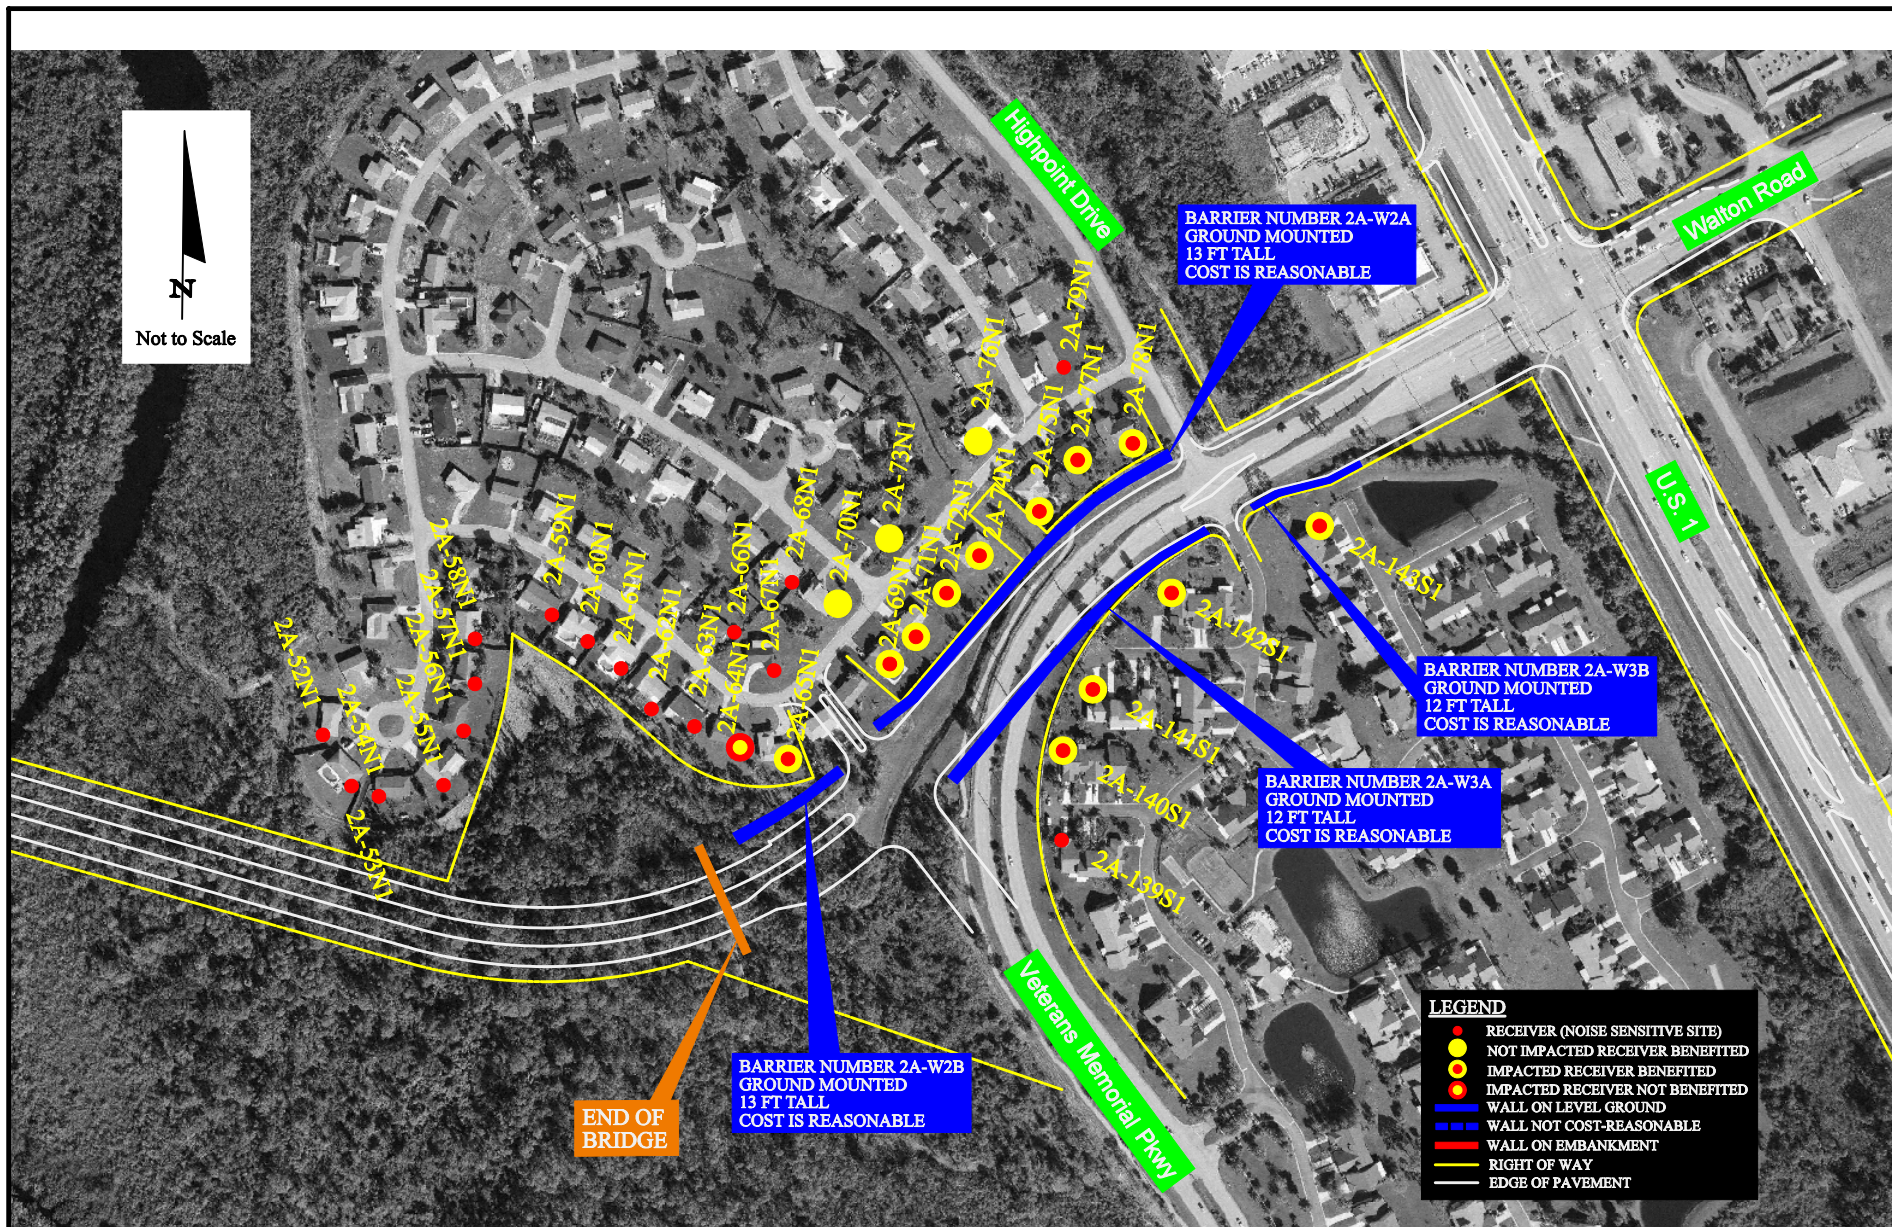 Highpoint Drive
Walton Road
BARRIER NUMBER 2A-W2A
GROUND MOUNTED
13 FT TALL
COST IS REASONABLE
N
Not to Scale
2A-79N1
2A-76N1
2A-77N1
2A-78N1
2A-75N1
2A-73N1
2A-74N1
2A-72N1
2A-68N1
2A-70N1
2A-71N1
2A-69N1
2A-66N1
2A-67N1
2A-59N1
2A-60N1
2A-61N1
2A-62N1
2A-63N1
2A-64N1
2A-65N1
2A-58N1
2A-57N1
2A-56N1
2A-55N1
2A-52N1
2A-54N1
2A-53N1
U.S. 1
2A-143S1
2A-142S1
2A-141S1
2A-140S1
2A-139S1
BARRIER NUMBER 2A-W3B
GROUND MOUNTED
12 FT TALL
COST IS REASONABLE
BARRIER NUMBER 2A-W3A
GROUND MOUNTED
12 FT TALL
COST IS REASONABLE
Veterans Memorial Pkwy
BARRIER NUMBER 2A-W2B
GROUND MOUNTED
13 FT TALL
COST IS REASONABLE
END OF
BRIDGE
LEGEND
RECEIVER (NOISE SENSITIVE SITE)
NOT IMPACTED RECEIVER BENEFITED
IMPACTED RECEIVER BENEFITED
IMPACTED RECEIVER NOT BENEFITED
WALL ON LEVEL GROUND
WALL NOT COST-REASONABLE
WALL ON EMBANKMENT
RIGHT OF WAY
EDGE OF PAVEMENT